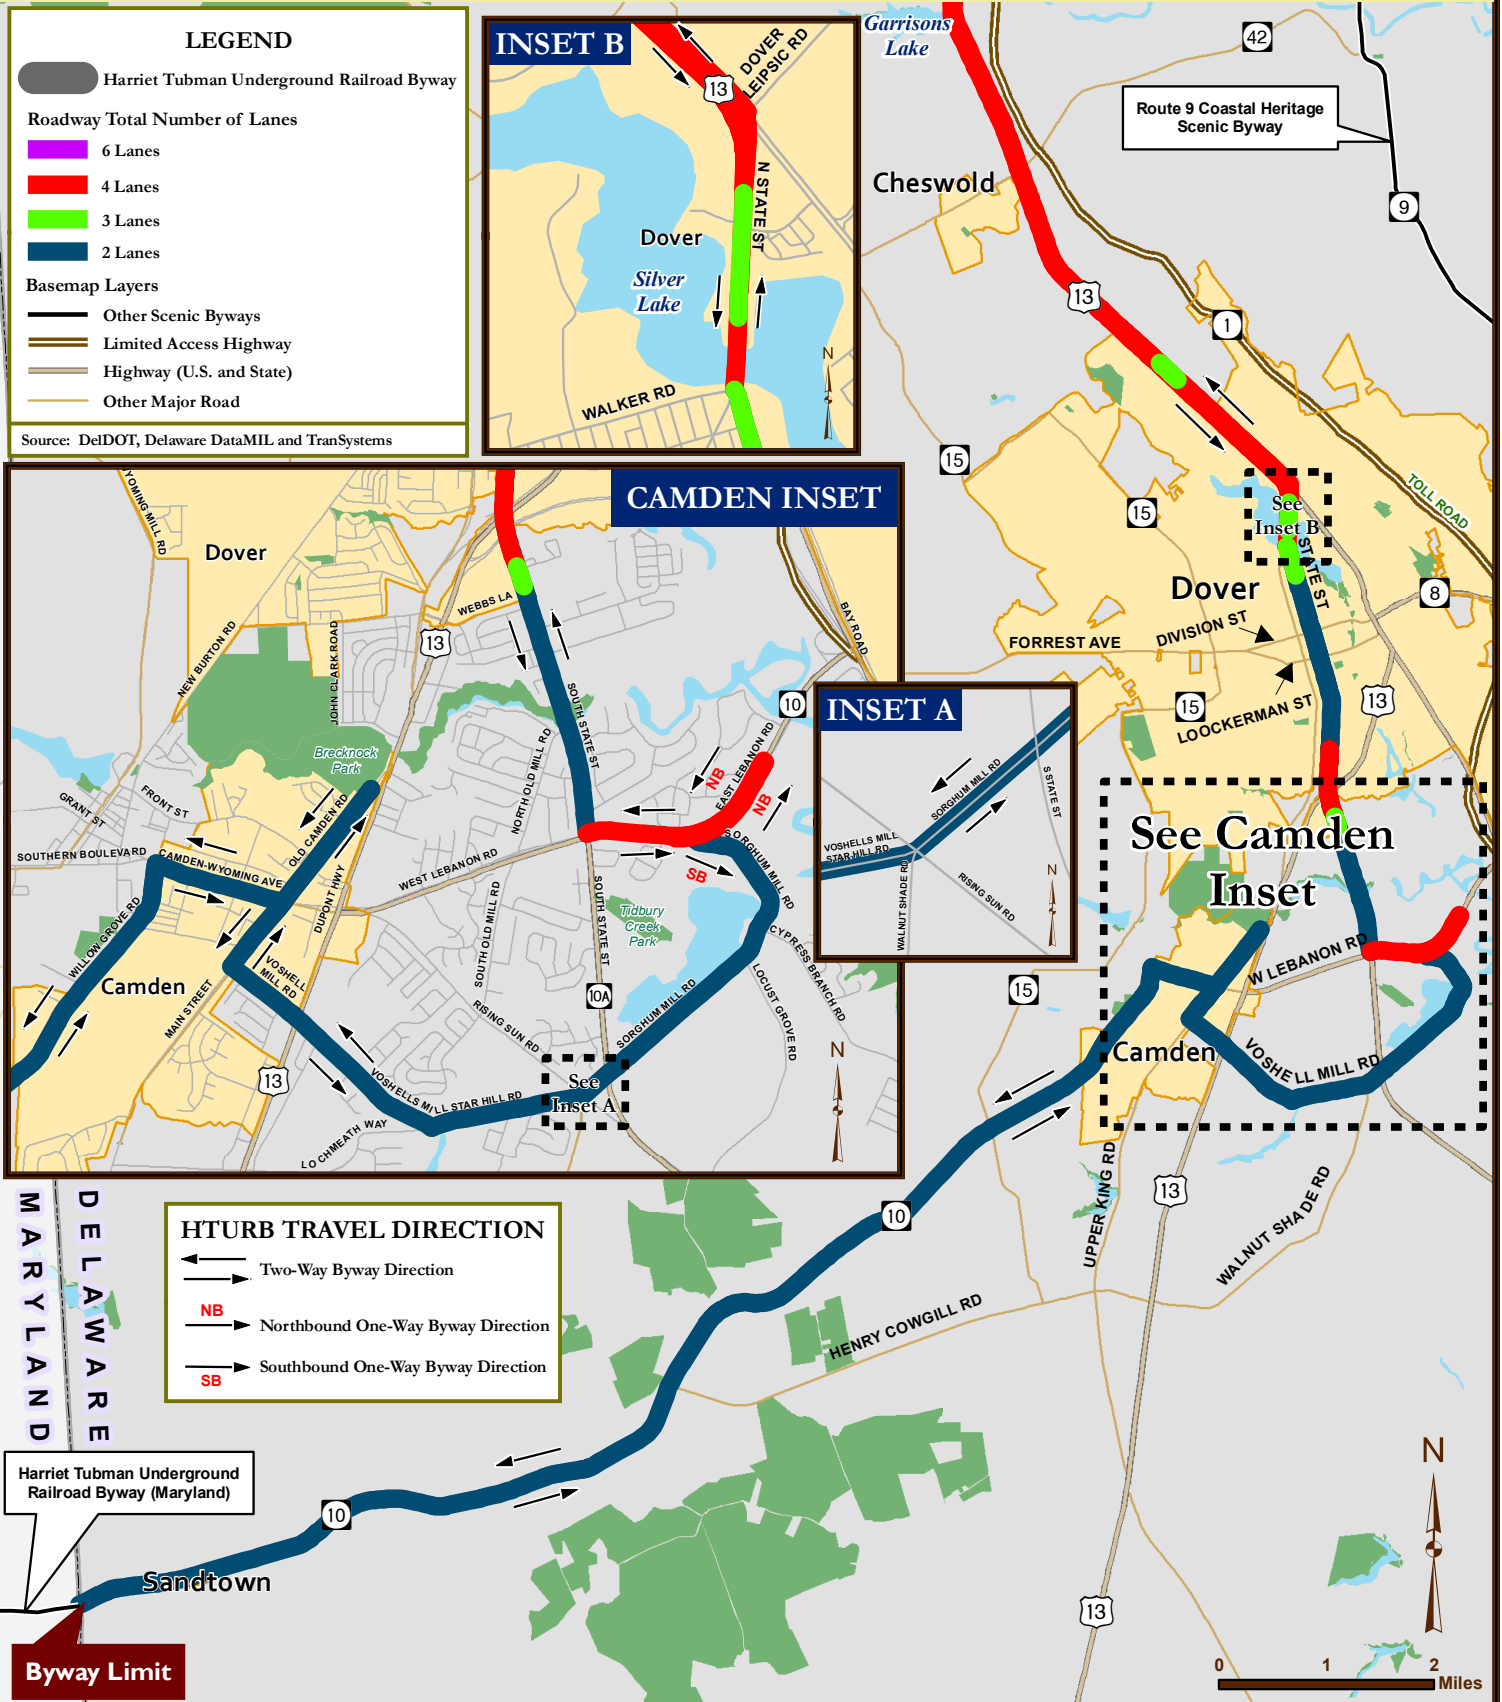 LEGEND
Harriet Tubman Underground Railroad Byway
Roadway Total Number of Lanes
6 Lanes
4 Lanes
3 Lanes
2 Lanes
Basemap Layers
Other Scenic Byways
Limited Access Highway
Highway (U.S. and State)
Other Major Road
Source: DelDOT, Delaware DataMIL and TranSystems
INSET B
13
DOVER
LEIPSIC RD
N STATE ST
Dover
Silver
Lake
WALKER RD
N
Garrisons
Lake
42
Route 9 Coastal Heritage
Scenic Byway
Cheswold
9
13
1
15
15
TOLL ROAD
See
Inset B
STATE ST
Dover
8
FORREST AVE
DIVISION ST
15
LOOCKERMAN ST
13
See Camden
Inset
W LEBANON RD
15
Camden
VOSHELL MILL RD
UPPER KING RD
13
WALNUT SHADE RD
10
HENRY COWGILL RD
CAMDEN INSET
WYOMING MILL RD
Dover
WEBBS LA
13
BAY ROAD
NEW BURTON RD
JOHN CLARK ROAD
10
Brecknock
Park
SOUTH STATE ST
NORTH OLD MILL RD
EAST LEBANON RD
NB
NB
GRANT ST
FRONT ST
OLD CAMDEN RD
SOUTHERN BOULEVARD
CAMDEN-WYOMING AVE
WEST LEBANON RD
SORGHUM MILL RD
SB
DUPONT HWY
SOUTH OLD MILL RD
SOUTH STATE ST
Tidbury
Creek
Park
WILLOW GROVE RD
CYPRESS BRANCH RD
Camden
VOSHELL
MILL RD
MAIN STREET
10A
LOCUST GROVE RD
RISING SUN RD
SORGHUM MILL RD
13
VOSHELLS MILL STAR HILL RD
See
Inset A
LOCHMEATH WAY
N
INSET A
SORGHUM MILL RD
S STATE ST
VOSHELLS MILL
STAR HILL RD
WALNUT SHADE RD
RISING SUN RD
N
MARYLAND
DELAWARE
HTURB TRAVEL DIRECTION
Two-Way Byway Direction
NB
Northbound One-Way Byway Direction
Southbound One-Way Byway Direction
SB
Harriet Tubman Underground
Railroad Byway (Maryland)
10
Sandtown
Byway Limit
13
N
0 1 2
Miles